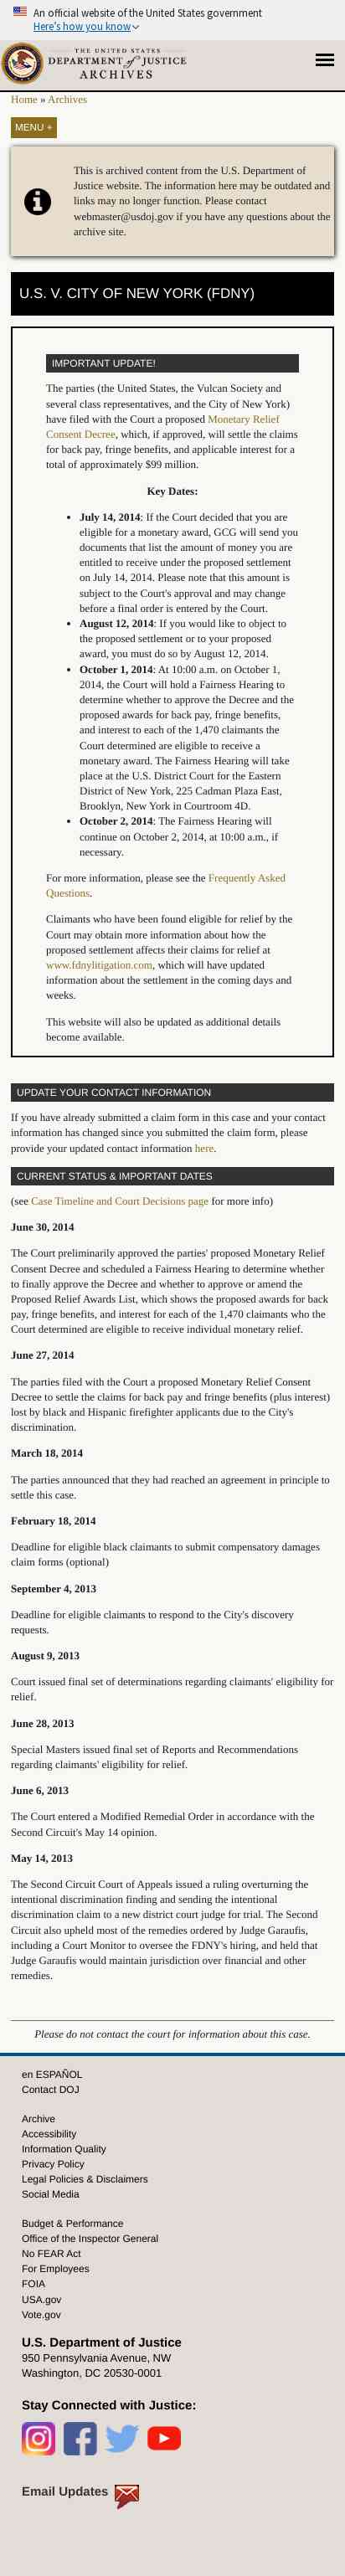 An official website of the United States government
Here's how you know
THE UNITED STATES
DEPARTMENT of JUSTICE
ARCHIVES
Home » Archives
MENU +
This is archived content from the U.S. Department of
Justice website. The information here may be outdated and
links may no longer function. Please contact
webmaster@usdoj.gov if you have any questions about the
archive site.
U.S. V. CITY OF NEW YORK (FDNY)
IMPORTANT UPDATE!
The parties (the United States, the Vulcan Society and
several class representatives, and the City of New York)
have filed with the Court a proposed Monetary Relief
Consent Decree, which, if approved, will settle the claims
for back pay, fringe benefits, and applicable interest for a
total of approximately $99 million.
Key Dates:
• July 14, 2014: If the Court decided that you are
eligible for a monetary award, GCG will send you
documents that list the amount of money you are
entitled to receive under the proposed settlement
on July 14, 2014. Please note that this amount is
subject to the Court's approval and may change
before a final order is entered by the Court.
• August 12, 2014: If you would like to object to
the proposed settlement or to your proposed
award, you must do so by August 12, 2014.
• October 1, 2014: At 10:00 a.m. on October 1,
2014, the Court will hold a Fairness Hearing to
determine whether to approve the Decree and the
proposed awards for back pay, fringe benefits,
and interest to each of the 1,470 claimants the
Court determined are eligible to receive a
monetary award. The Fairness Hearing will take
place at the U.S. District Court for the Eastern
District of New York, 225 Cadman Plaza East,
Brooklyn, New York in Courtroom 4D.
• October 2, 2014: The Fairness Hearing will
continue on October 2, 2014, at 10:00 a.m., if
necessary.
For more information, please see the Frequently Asked
Questions.
Claimants who have been found eligible for relief by the
Court may obtain more information about how the
proposed settlement affects their claims for relief at
www.fdnylitigation.com, which will have updated
information about the settlement in the coming days and
weeks.
This website will also be updated as additional details
become available.
UPDATE YOUR CONTACT INFORMATION
If you have already submitted a claim form in this case and your contact
information has changed since you submitted the claim form, please
provide your updated contact information here.
CURRENT STATUS & IMPORTANT DATES
(see Case Timeline and Court Decisions page for more info)
June 30, 2014
The Court preliminarily approved the parties' proposed Monetary Relief
Consent Decree and scheduled a Fairness Hearing to determine whether
to finally approve the Decree and whether to approve or amend the
Proposed Relief Awards List, which shows the proposed awards for back
pay, fringe benefits, and interest for each of the 1,470 claimants who the
Court determined are eligible to receive individual monetary relief.
June 27, 2014
The parties filed with the Court a proposed Monetary Relief Consent
Decree to settle the claims for back pay and fringe benefits (plus interest)
lost by black and Hispanic firefighter applicants due to the City's
discrimination.
March 18, 2014
The parties announced that they had reached an agreement in principle to
settle this case.
February 18, 2014
Deadline for eligible black claimants to submit compensatory damages
claim forms (optional)
September 4, 2013
Deadline for eligible claimants to respond to the City's discovery
requests.
August 9, 2013
Court issued final set of determinations regarding claimants' eligibility for
relief.
June 28, 2013
Special Masters issued final set of Reports and Recommendations
regarding claimants' eligibility for relief.
June 6, 2013
The Court entered a Modified Remedial Order in accordance with the
Second Circuit's May 14 opinion.
May 14, 2013
The Second Circuit Court of Appeals issued a ruling overturning the
intentional discrimination finding and sending the intentional
discrimination claim to a new district court judge for trial. The Second
Circuit also upheld most of the remedies ordered by Judge Garaufis,
including a Court Monitor to oversee the FDNY's hiring, and held that
Judge Garaufis would maintain jurisdiction over financial and other
remedies.
Please do not contact the court for information about this case.
en ESPAÑOL
Contact DOJ
Archive
Accessibility
Information Quality
Privacy Policy
Legal Policies & Disclaimers
Social Media
Budget & Performance
Office of the Inspector General
No FEAR Act
For Employees
FOIA
USA.gov
Vote.gov
U.S. Department of Justice
950 Pennsylvania Avenue, NW
Washington, DC 20530-0001
Stay Connected with Justice:
Email Updates